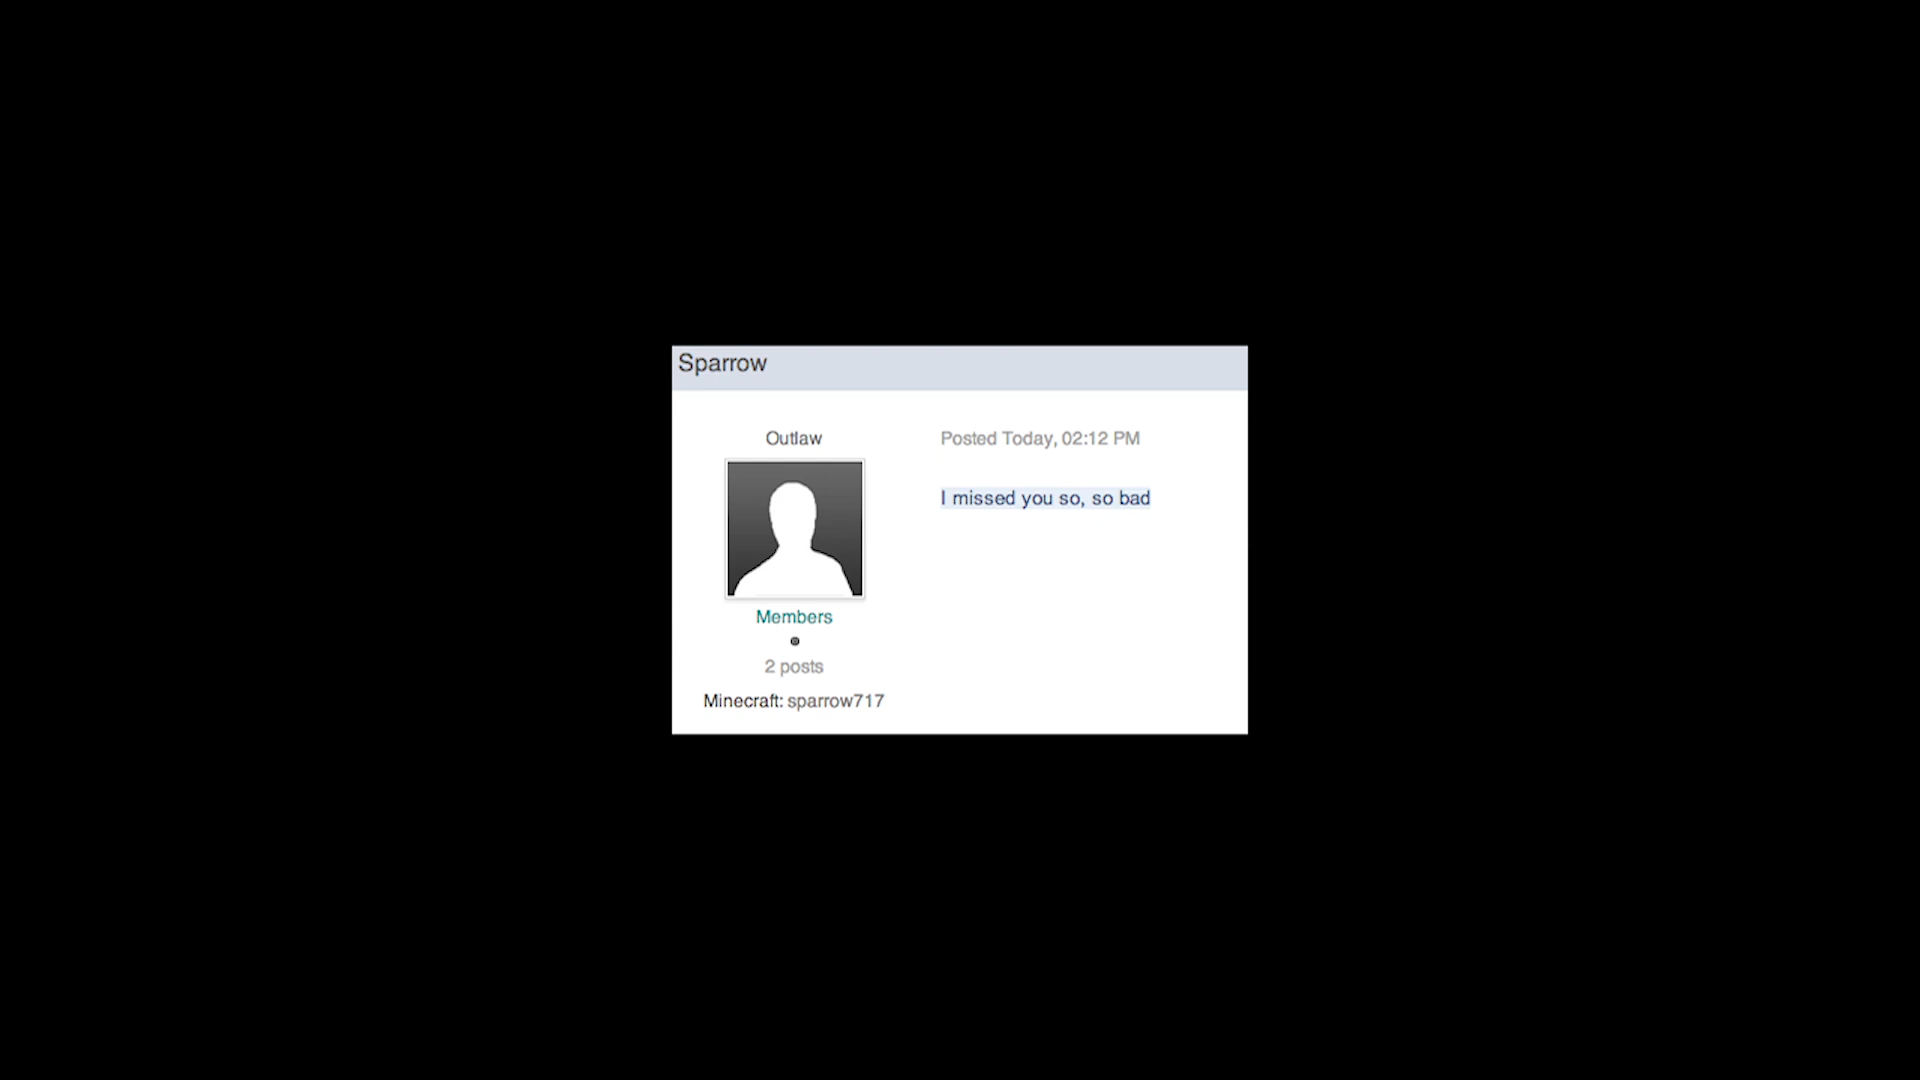 Sparrow
Outlaw
Posted Today, 02:12 PM
I missed you so, so bad
Members
2 posts
Minecraft: sparrow717